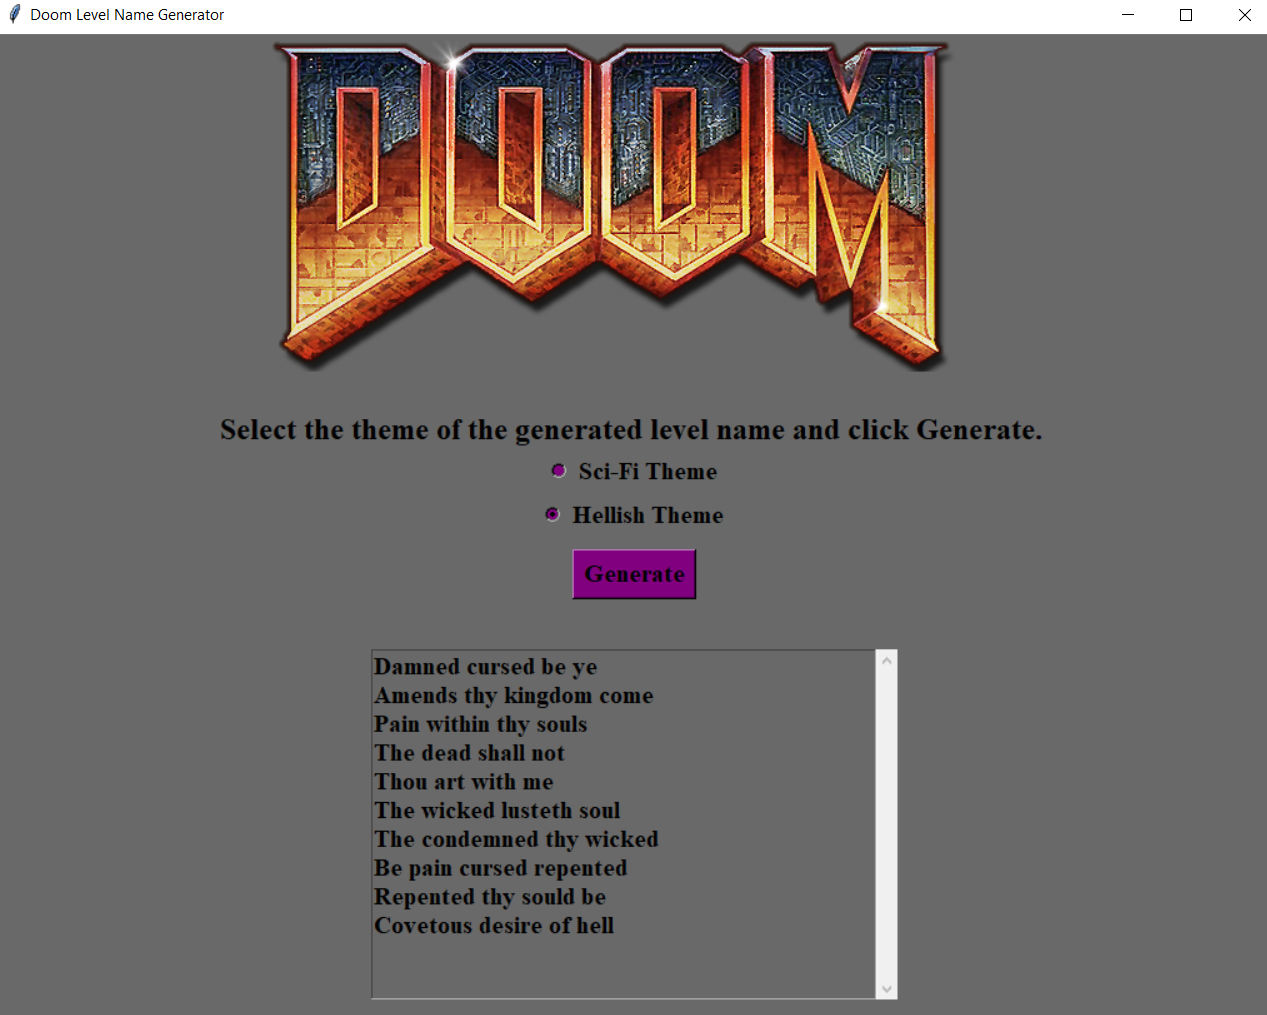 Doom Level Name Generator
DOOM
Select the theme of the generated level name and click Generate.
Sci-Fi Theme
Hellish Theme
Generate
Damned cursed be ye
Amends thy kingdom come
Pain within thy souls
The dead shall not
Thou art with me
The wicked lusteth soul
The condemned thy wicked
Be pain cursed repented
Repented thy sould be
Covetous desire of hell